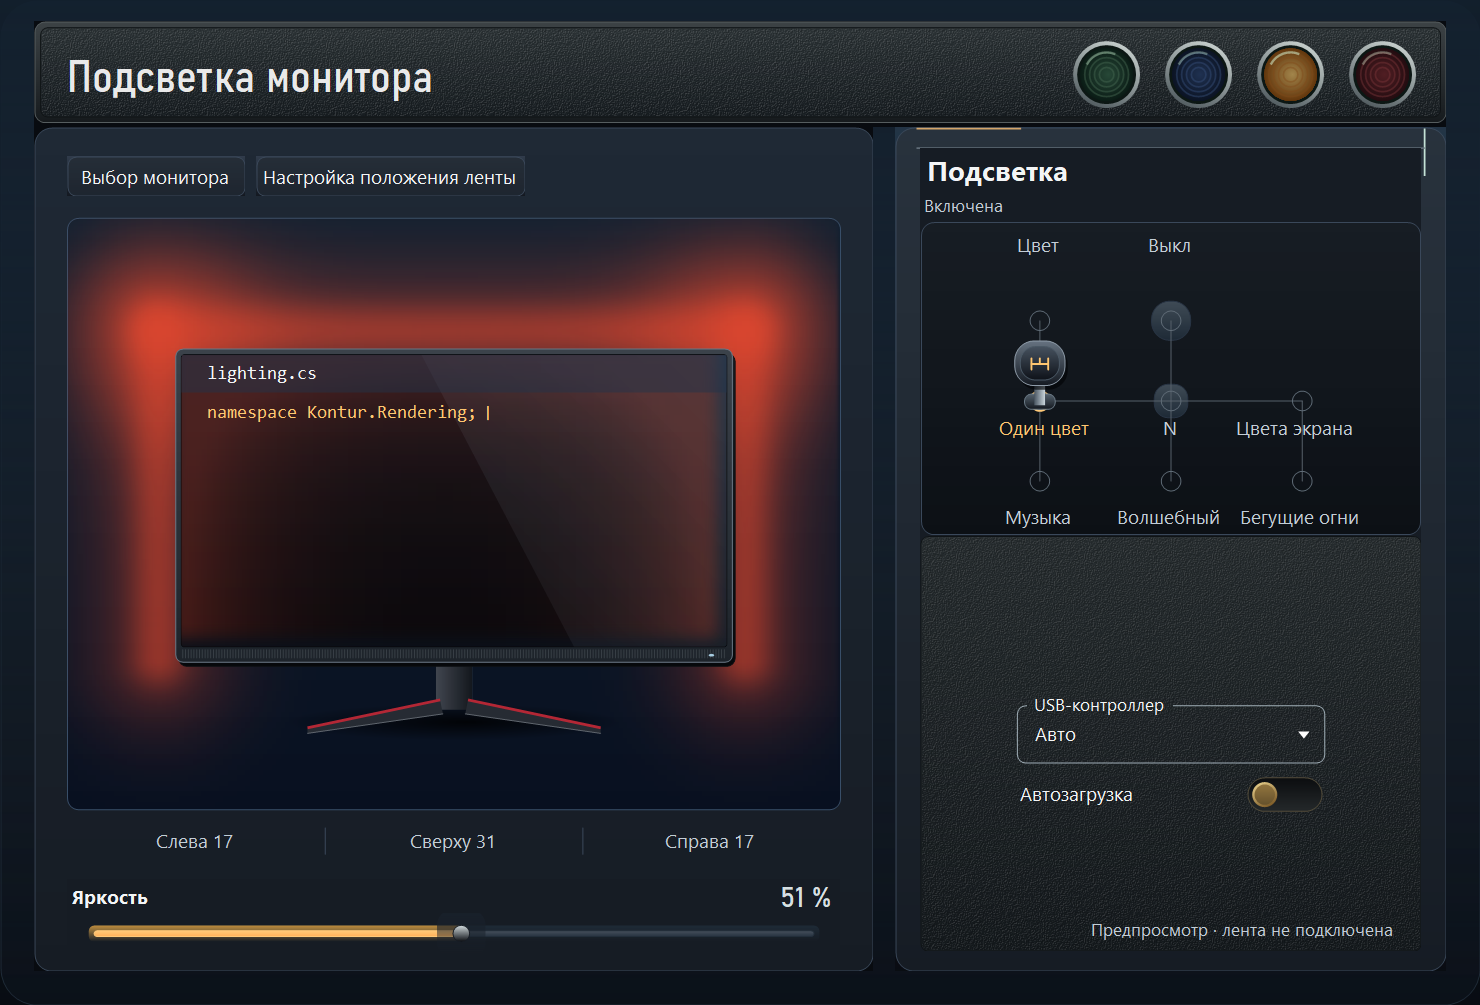 Подсветка монитора
Выбор монитора
Настройка положения ленты
lighting.cs
namespace Kontur.Rendering;
Слева 17
Сверху 31
Справа 17
Яркость
51 %
Подсветка
Включена
Цвет
Выкл
Один цвет
N
Цвета экрана
Музыка
Волшебный
Бегущие огни
USB-контроллер
Авто
Автозагрузка
Предпросмотр · лента не подключена